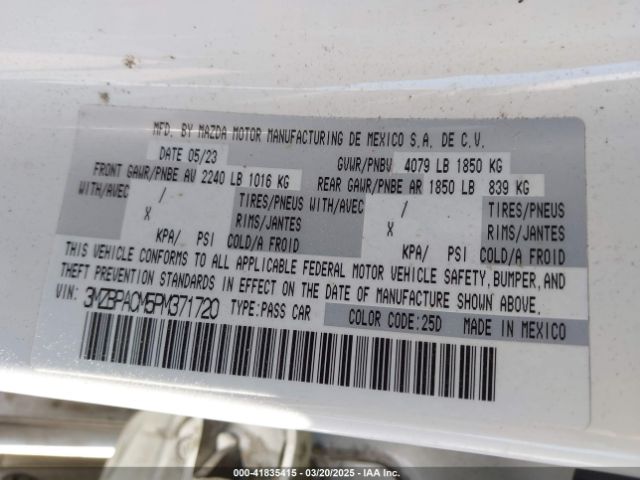 MFD. BY MAZDA MOTOR MANUFACTURING DE MEXICO S.A. DE C.V.
DATE 05/23 GVWR/PNBV 4079 LB 1850 KG
FRONT GAWR/PNBE AV 2240 LB 1016 KG REAR GAWR/PNBE AR 1850 LB 839 KG
WITH/AVEC / TIRES/PNEUS WITH/AVEC / TIRES/PNEUS
X RIMS/JANTES X RIMS/JANTES
KPA/ PSI COLD/A FROID KPA/ PSI COLD/A FROID
THIS VEHICLE CONFORMS TO ALL APPLICABLE FEDERAL MOTOR VEHICLE SAFETY, BUMPER, AND
THEFT PREVENTION STANDARDS IN EFFECT ON THE DATE OF MANUFACTURE SHOWN ABOVE.
VIN: 3MZBPACM5PM371720 TYPE:PASS CAR COLOR CODE:25D MADE IN MEXICO
000-41835415 - 03/20/2025 - IAA Inc.